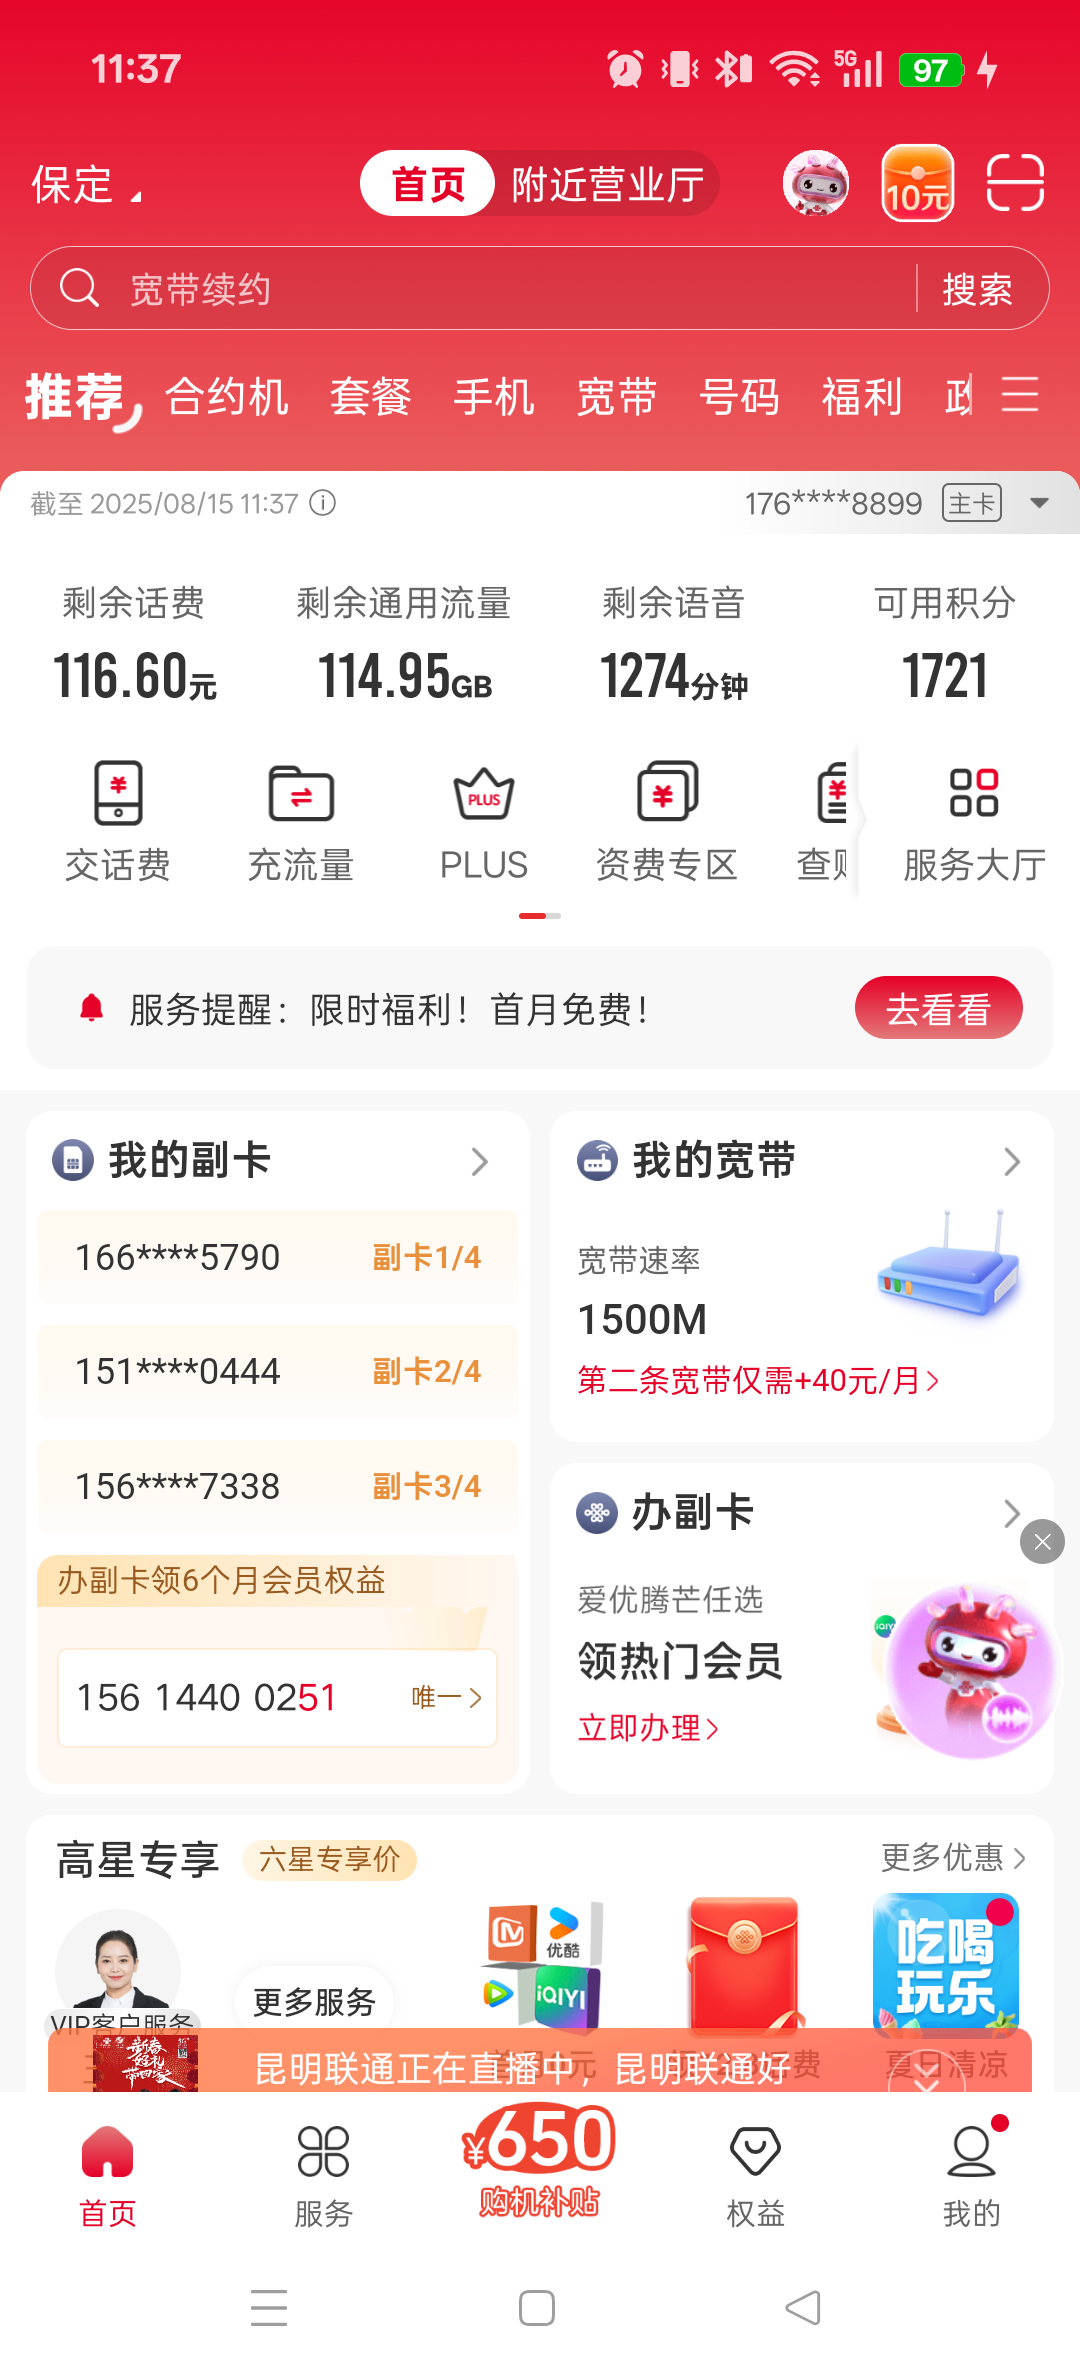 11:37
5G
97
保定
首页
附近营业厅
10元
宽带续约
搜索
推荐
合约机
套餐
手机
宽带
号码
福利
截至 2025/08/15 11:37
176****8899
主卡
剩余话费
剩余通用流量
剩余语音
可用积分
116.60元
114.95GB
1274分钟
1721
交话费
充流量
PLUS
PLUS
资费专区
服务大厅
服务提醒：限时福利！首月免费！
去看看
我的副卡
166****5790
副卡1/4
151****0444
副卡2/4
156****7338
副卡3/4
办副卡领6个月会员权益
156 1440 0251
唯一
我的宽带
宽带速率
1500M
第二条宽带仅需+40元/月
办副卡
爱优腾芒任选
领热门会员
立即办理
高星专享
六星专享价
更多优惠
VIP客户服务
更多服务
优酷
iQIYI
吃喝
玩乐
夏日清凉
昆明联通正在直播中，昆明联通好
首页
服务
¥650
购机补贴
权益
我的